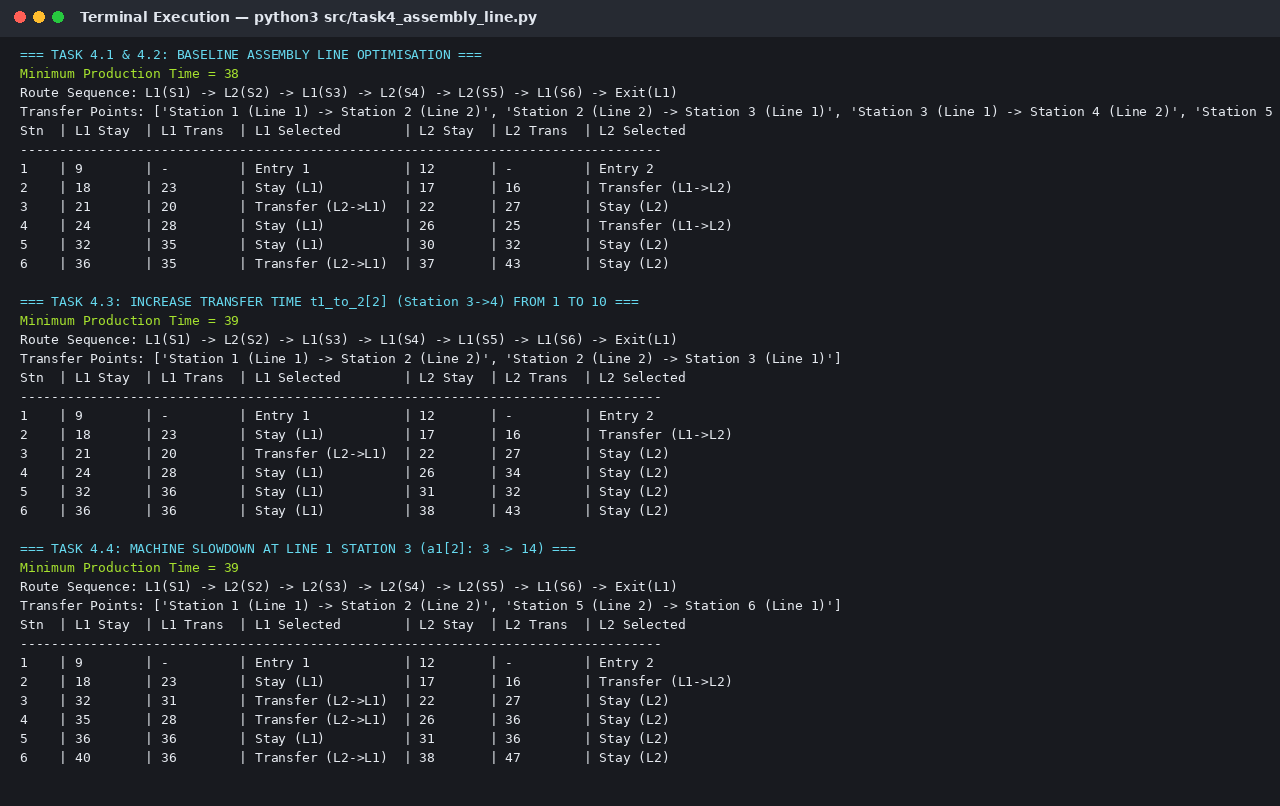 Terminal Execution — python3 src/task4_assembly_line.py
=== TASK 4.1 & 4.2: BASELINE ASSEMBLY LINE OPTIMISATION ===
Minimum Production Time = 38
Route Sequence: L1(S1) -> L2(S2) -> L1(S3) -> L2(S4) -> L2(S5) -> L1(S6) -> Exit(L1)
Transfer Points: ['Station 1 (Line 1) -> Station 2 (Line 2)', 'Station 2 (Line 2) -> Station 3 (Line 1)', 'Station 3 (Line 1) -> Station 4 (Line 2)', 'Station 5
Stn  | L1 Stay  | L1 Trans  | L1 Selected        | L2 Stay  | L2 Trans  | L2 Selected
----------------------------------------------------------------------------------
1    | 9        | -         | Entry 1            | 12       | -         | Entry 2
2    | 18       | 23        | Stay (L1)          | 17       | 16        | Transfer (L1->L2)
3    | 21       | 20        | Transfer (L2->L1)  | 22       | 27        | Stay (L2)
4    | 24       | 28        | Stay (L1)          | 26       | 25        | Transfer (L1->L2)
5    | 32       | 35        | Stay (L1)          | 30       | 32        | Stay (L2)
6    | 36       | 35        | Transfer (L2->L1)  | 37       | 43        | Stay (L2)
=== TASK 4.3: INCREASE TRANSFER TIME t1_to_2[2] (Station 3->4) FROM 1 TO 10 ===
Minimum Production Time = 39
Route Sequence: L1(S1) -> L2(S2) -> L1(S3) -> L1(S4) -> L1(S5) -> L1(S6) -> Exit(L1)
Transfer Points: ['Station 1 (Line 1) -> Station 2 (Line 2)', 'Station 2 (Line 2) -> Station 3 (Line 1)']
Stn  | L1 Stay  | L1 Trans  | L1 Selected        | L2 Stay  | L2 Trans  | L2 Selected
----------------------------------------------------------------------------------
1    | 9        | -         | Entry 1            | 12       | -         | Entry 2
2    | 18       | 23        | Stay (L1)          | 17       | 16        | Transfer (L1->L2)
3    | 21       | 20        | Transfer (L2->L1)  | 22       | 27        | Stay (L2)
4    | 24       | 28        | Stay (L1)          | 26       | 34        | Stay (L2)
5    | 32       | 36        | Stay (L1)          | 31       | 32        | Stay (L2)
6    | 36       | 36        | Stay (L1)          | 38       | 43        | Stay (L2)
=== TASK 4.4: MACHINE SLOWDOWN AT LINE 1 STATION 3 (a1[2]: 3 -> 14) ===
Minimum Production Time = 39
Route Sequence: L1(S1) -> L2(S2) -> L2(S3) -> L2(S4) -> L2(S5) -> L1(S6) -> Exit(L1)
Transfer Points: ['Station 1 (Line 1) -> Station 2 (Line 2)', 'Station 5 (Line 2) -> Station 6 (Line 1)']
Stn  | L1 Stay  | L1 Trans  | L1 Selected        | L2 Stay  | L2 Trans  | L2 Selected
----------------------------------------------------------------------------------
1    | 9        | -         | Entry 1            | 12       | -         | Entry 2
2    | 18       | 23        | Stay (L1)          | 17       | 16        | Transfer (L1->L2)
3    | 32       | 31        | Transfer (L2->L1)  | 22       | 27        | Stay (L2)
4    | 35       | 28        | Transfer (L2->L1)  | 26       | 36        | Stay (L2)
5    | 36       | 36        | Stay (L1)          | 31       | 36        | Stay (L2)
6    | 40       | 36        | Transfer (L2->L1)  | 38       | 47        | Stay (L2)